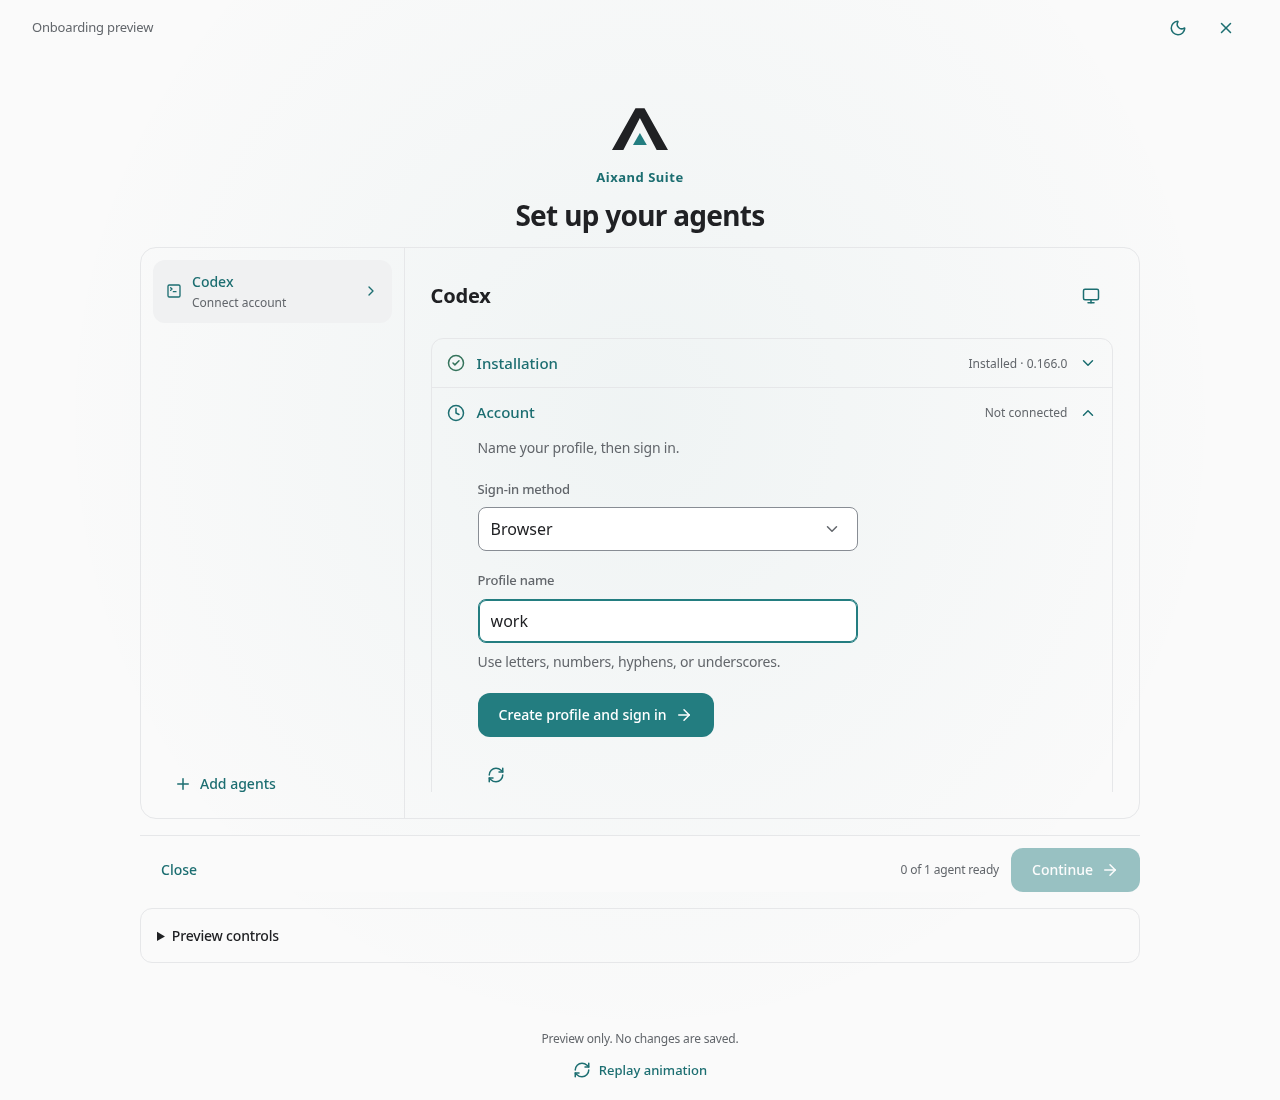 Onboarding preview
Aixand Suite
Set up your agents
Codex
Connect account
Add agents
Codex
Installation
Installed · 0.166.0
Account
Not connected
Name your profile, then sign in.
Sign-in method
Browser
Profile name
work
Use letters, numbers, hyphens, or underscores.
Create profile and sign in
Close
0 of 1 agent ready
Continue
Preview controls
Preview only. No changes are saved.
Replay animation